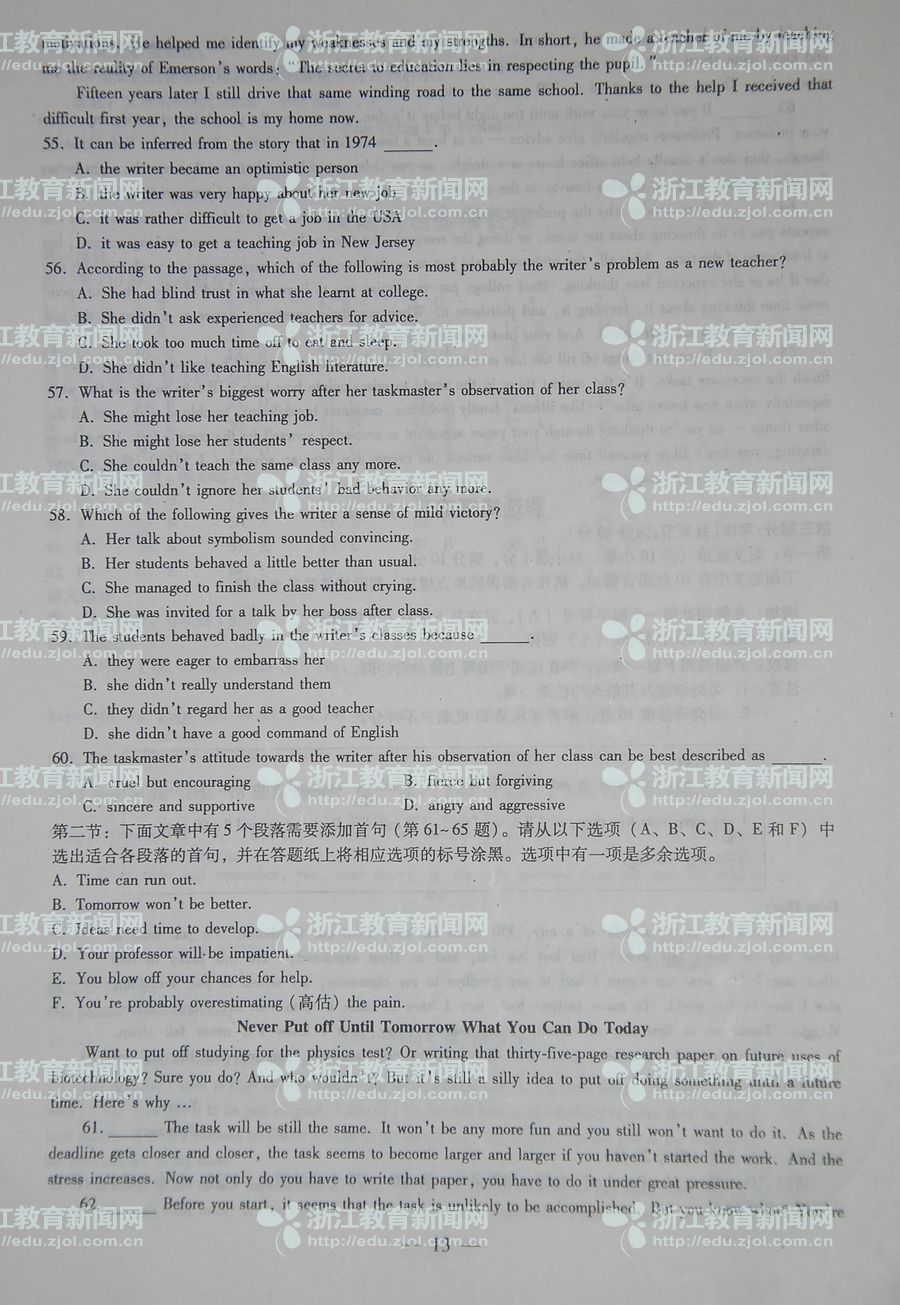 motivations. He helped me identify my weaknesses and my strengths. In short, he made a teacher of me by teaching
me the reality of Emerson's words: "The secret to education lies in respecting the pupil."
Fifteen years later I still drive that same winding road to the same school. Thanks to the help I received that
difficult first year, the school is my home now.
55. It can be inferred from the story that in 1974 ______.
A. the writer became an optimistic person
B. the writer was very happy about her new job
C. it was rather difficult to get a job in the USA
D. it was easy to get a teaching job in New Jersey
56. According to the passage, which of the following is most probably the writer's problem as a new teacher?
A. She had blind trust in what she learnt at college.
B. She didn't ask experienced teachers for advice.
C. She took too much time off to eat and sleep.
D. She didn't like teaching English literature.
57. What is the writer's biggest worry after her taskmaster's observation of her class?
A. She might lose her teaching job.
B. She might lose her students' respect.
C. She couldn't teach the same class any more.
D. She couldn't ignore her students' bad behavior any more.
58. Which of the following gives the writer a sense of mild victory?
A. Her talk about symbolism sounded convincing.
B. Her students behaved a little better than usual.
C. She managed to finish the class without crying.
D. She was invited for a talk by her boss after class.
59. The students behaved badly in the writer's classes because ______.
A. they were eager to embarrass her
B. she didn't really understand them
C. they didn't regard her as a good teacher
D. she didn't have a good command of English
60. The taskmaster's attitude towards the writer after his observation of her class can be best described as ______.
A. cruel but encouraging B. fierce but forgiving
C. sincere and supportive D. angry and aggressive
第二节：下面文章中有5个段落需要添加首句（第61~65题）。请从以下选项（A、B、C、D、E和F）中
选出适合各段落的首句，并在答题纸上将相应选项的标号涂黑。选项中有一项是多余选项。
A. Time can run out.
B. Tomorrow won't be better.
C. Ideas need time to develop.
D. Your professor will be impatient.
E. You blow off your chances for help.
F. You're probably overestimating（高估）the pain.
Never Put off Until Tomorrow What You Can Do Today
Want to put off studying for the physics test? Or writing that thirty-five-page research paper on future uses of
biotechnology? Sure you do? And who wouldn't? But it's still a silly idea to put off doing something until a future
time. Here's why ...
61. ______ The task will be still the same. It won't be any more fun and you still won't want to do it. As the
deadline gets closer and closer, the task seems to become larger and larger if you haven't started the work. And the
stress increases. Now not only do you have to write that paper, you have to do it under great pressure.
62. ______ Before you start, it seems that the task is unlikely to be accomplished. But you know what? You're
— 13 —
浙江教育新闻网
http://edu.zjol.com.cn